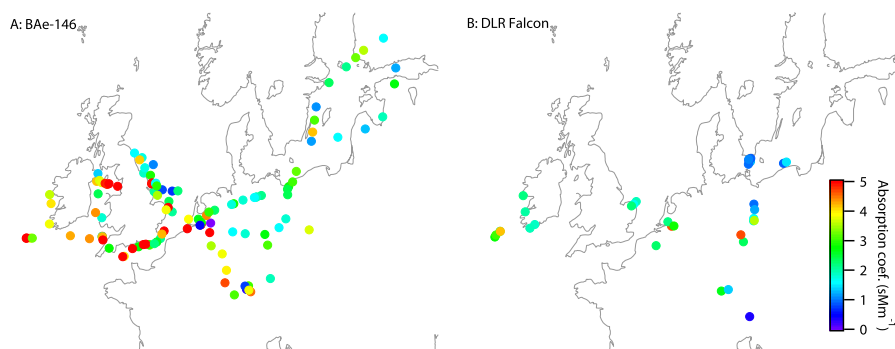 A: BAe-146
B: DLR Falcon
5
4
3
2
1
0
Absorption coef. (sMm⁻¹)